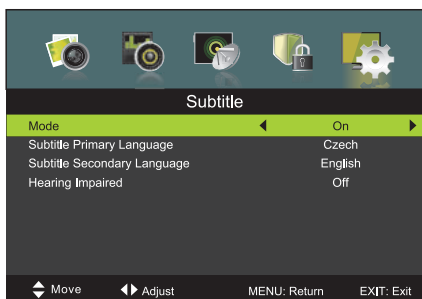 Subtitle
Mode On
Subtitle Primary Language Czech
Subtitle Secondary Language English
Hearing Impaired Off
Move Adjust MENU: Return EXIT: Exit